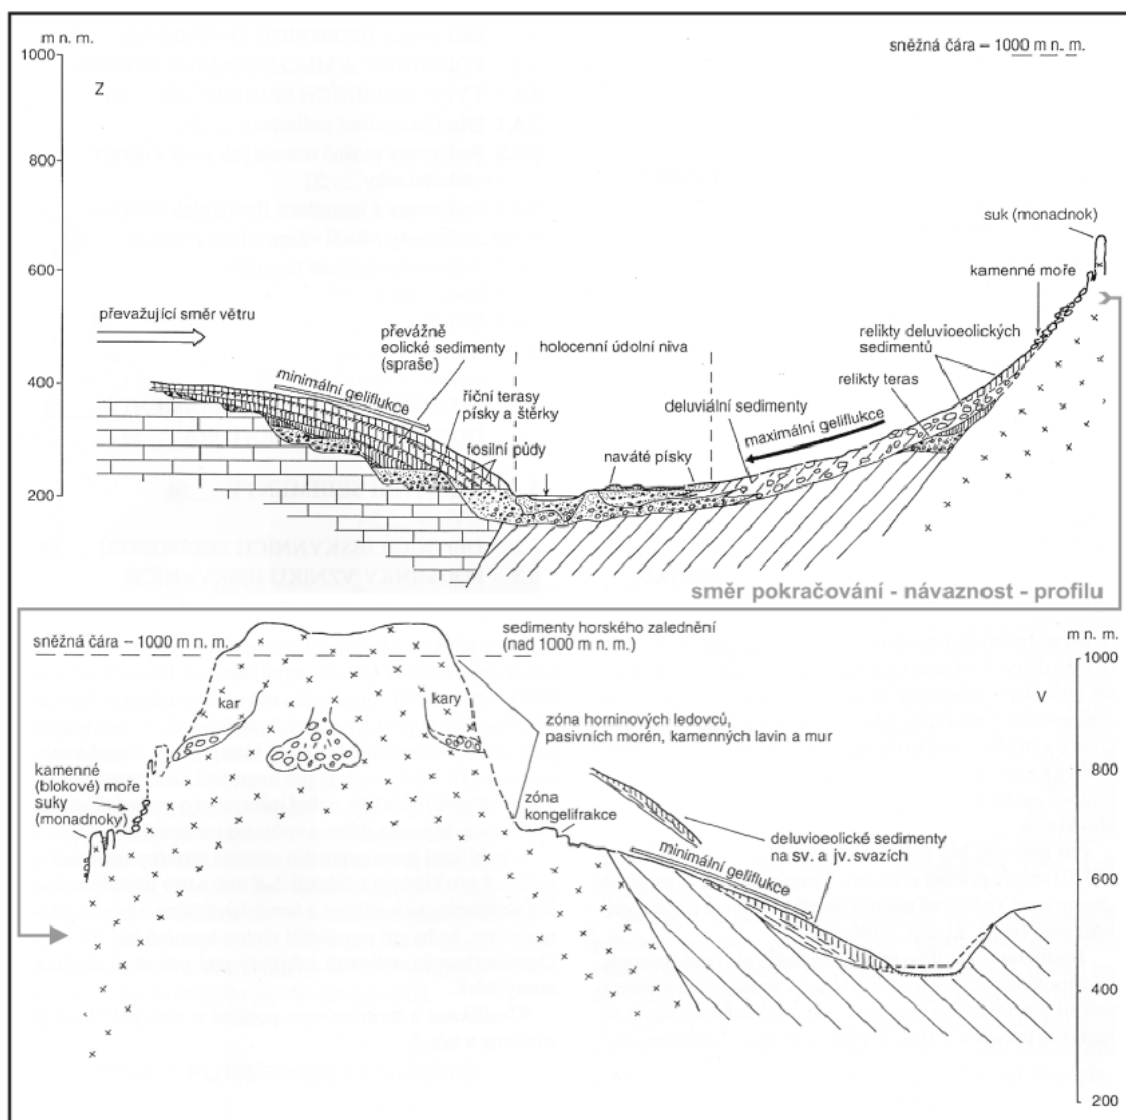 m n. m.
1000
800
600
400
200
Z
sněžná čára – 1000 m n. m.
suk (monadnok)
kamenné moře
převažující směr větru
převážně
eolické sedimenty
(spraše)
holocenní údolní niva
relikty deluvioeolických
sedimentů
minimální geliflukce
říční terasy
písky a štěrky
relikty teras
deluviální sedimenty
maximální geliflukce
fosilní půdy
naváté písky
směr pokračování - návaznost - profilu
sněžná čára – 1000 m n. m.
sedimenty horského zalednění
(nad 1000 m n. m.)
m n. m.
1000
800
600
400
200
V
kar
kary
zóna horninových ledovců,
pasivních morén, kamenných lavin a mur
kamenné
(blokové) moře
suky
(monadnoky)
zóna
kongelifrakce
deluvioeolické sedimenty
na sv. a jv. svazích
minimální geliflukce